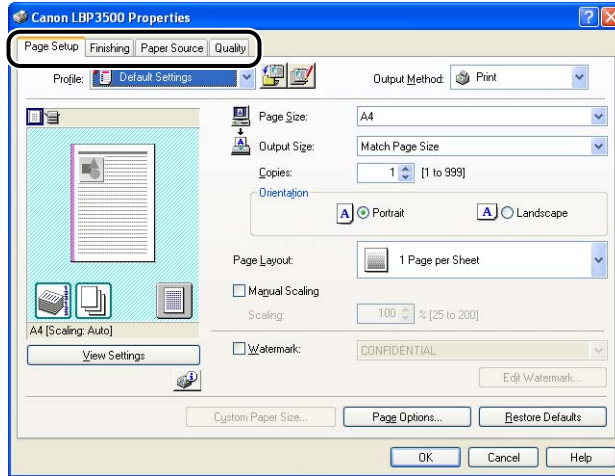 Canon LBP3500 Properties
Page Setup Finishing Paper Source Quality
Profile: Default Settings Output Method: Print
Page Size: A4
Output Size: Match Page Size
Copies: 1 [1 to 999]
Orientation
A Portrait A Landscape
Page Layout: 1 Page per Sheet
Manual Scaling
Scaling: 100 % [25 to 200]
A4 [Scaling: Auto]
View Settings
Watermark: CONFIDENTIAL
Edit Watermark...
Custom Paper Size... Page Options... Restore Defaults
OK Cancel Help